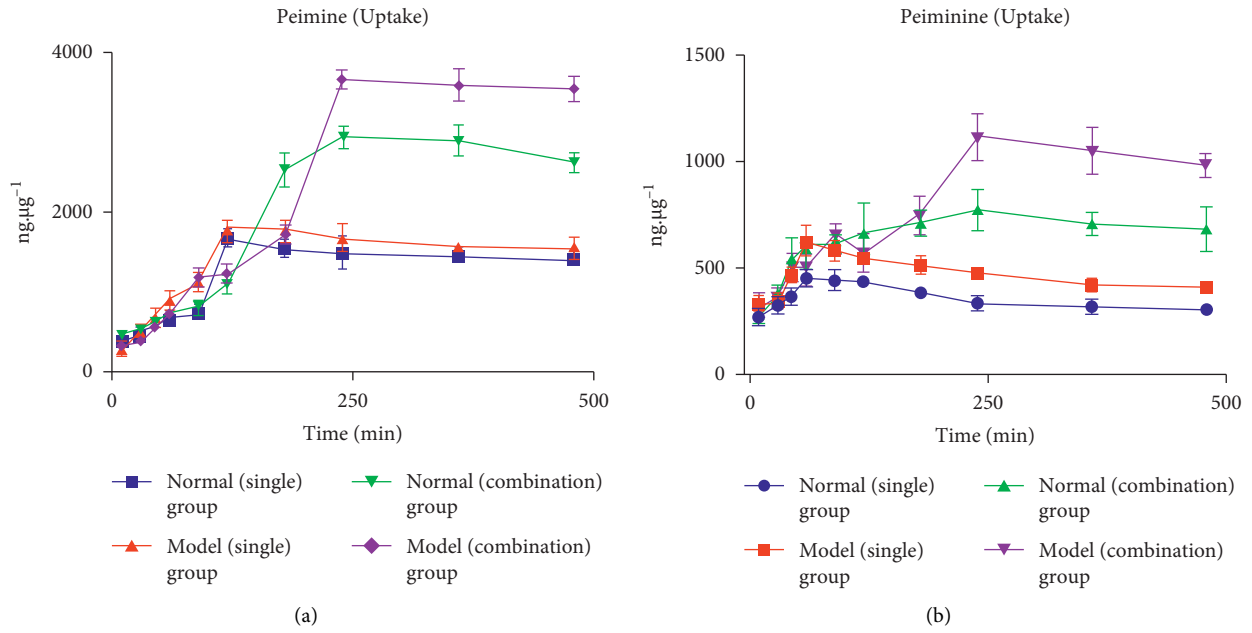 Peimine (Uptake)
4000
2000
0
ng.µg⁻¹
0
250
500
Time (min)
Normal (single)
group
Normal (combination)
group
Model (single)
group
Model (combination)
group
(a)
Peiminine (Uptake)
1500
1000
500
0
ng.µg⁻¹
0
250
500
Time (min)
Normal (single)
group
Normal (combination)
group
Model (single)
group
Model (combination)
group
(b)